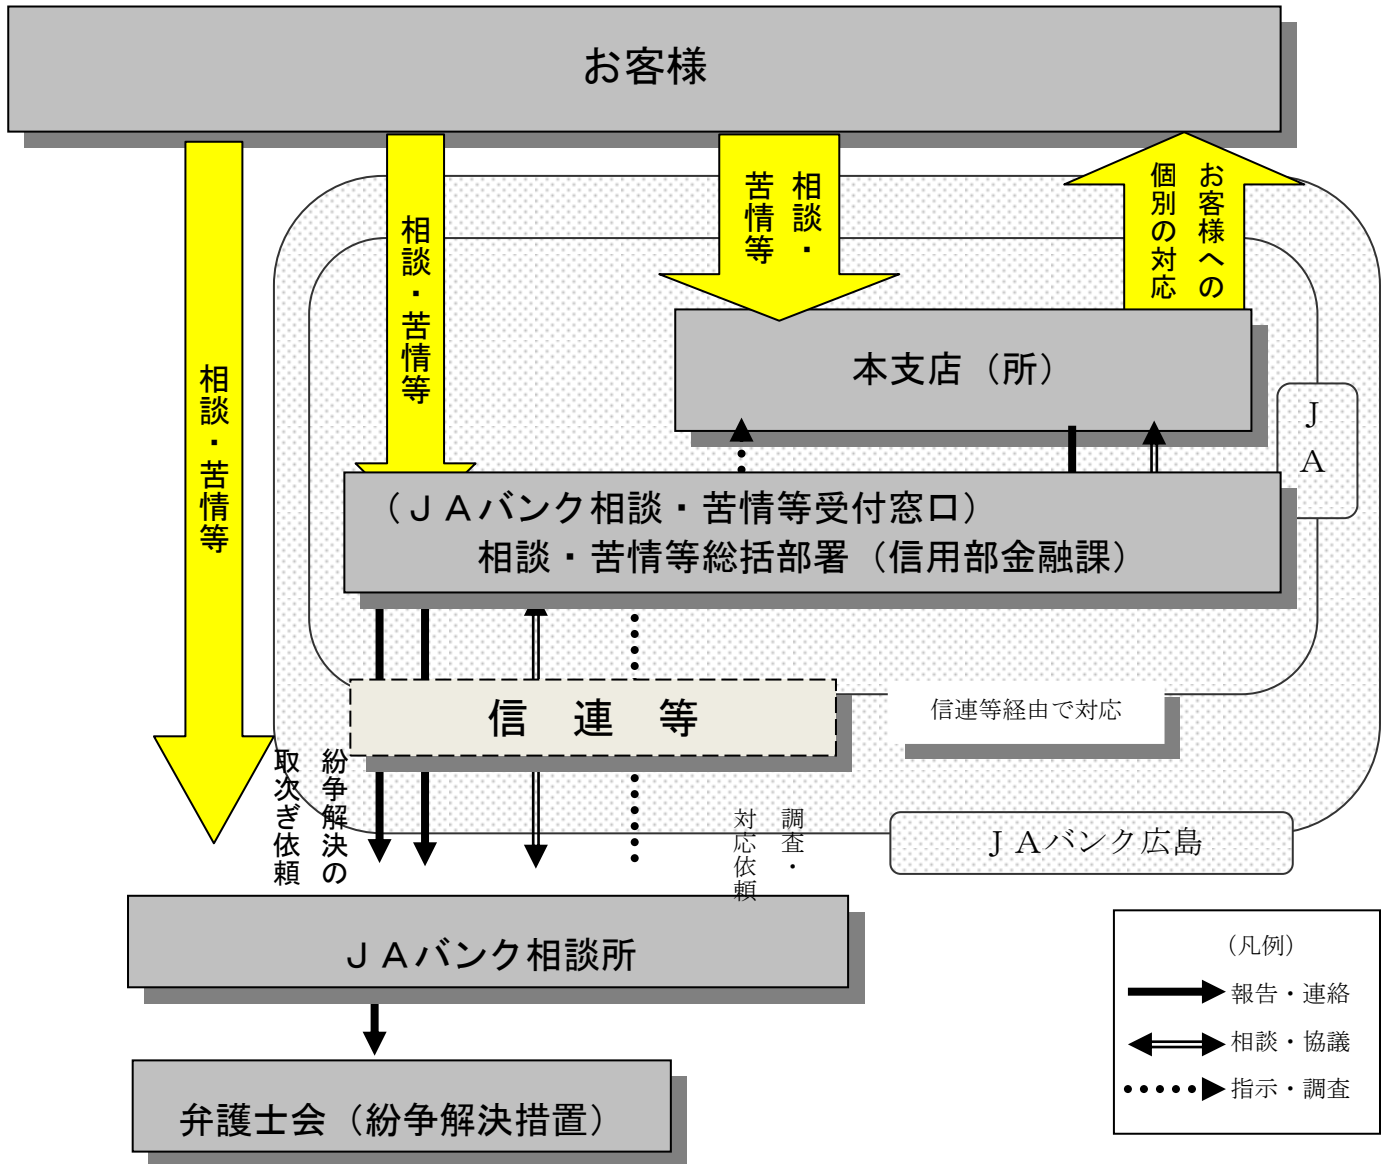 お客様
相談・苦情等
相談・苦情等
相談・
苦情等
お客様への
個別の対応
本支店（所）
ＪＡ
（ＪＡバンク相談・苦情等受付窓口）
相談・苦情等総括部署（信用部金融課）
信　連　等
信連等経由で対応
紛争解決の
取次ぎ依頼
調査・
対応依頼
ＪＡバンク広島
ＪＡバンク相談所
弁護士会（紛争解決措置）
（凡例）
報告・連絡
相談・協議
指示・調査